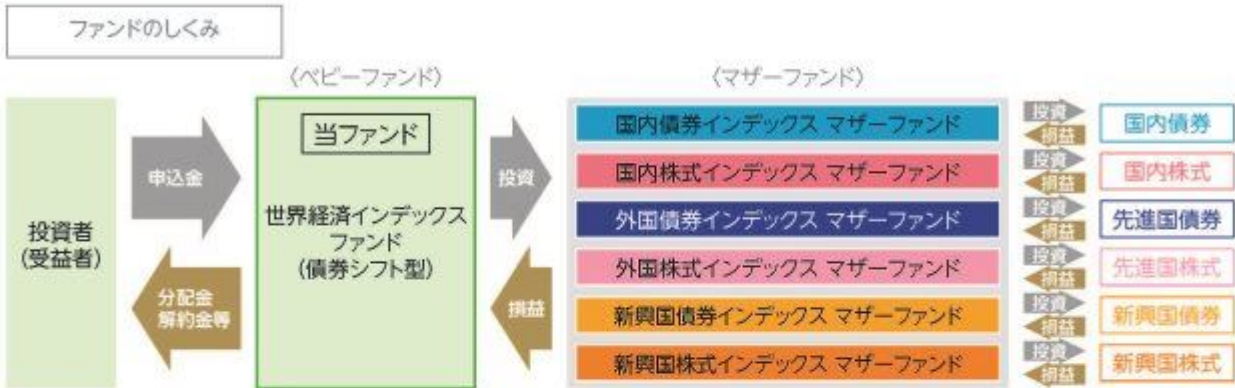 ファンドのしくみ
〈ベビーファンド〉
〈マザーファンド〉
投資者
(受益者)
申込金
分配金
解約金等
当ファンド
世界経済インデックス
ファンド
(債券シフト型)
投資
損益
国内債券インデックス マザーファンド
投資
損益
国内債券
国内株式インデックス マザーファンド
投資
損益
国内株式
外国債券インデックス マザーファンド
投資
損益
先進国債券
外国株式インデックス マザーファンド
投資
損益
先進国株式
新興国債券インデックス マザーファンド
投資
損益
新興国債券
新興国株式インデックス マザーファンド
投資
損益
新興国株式